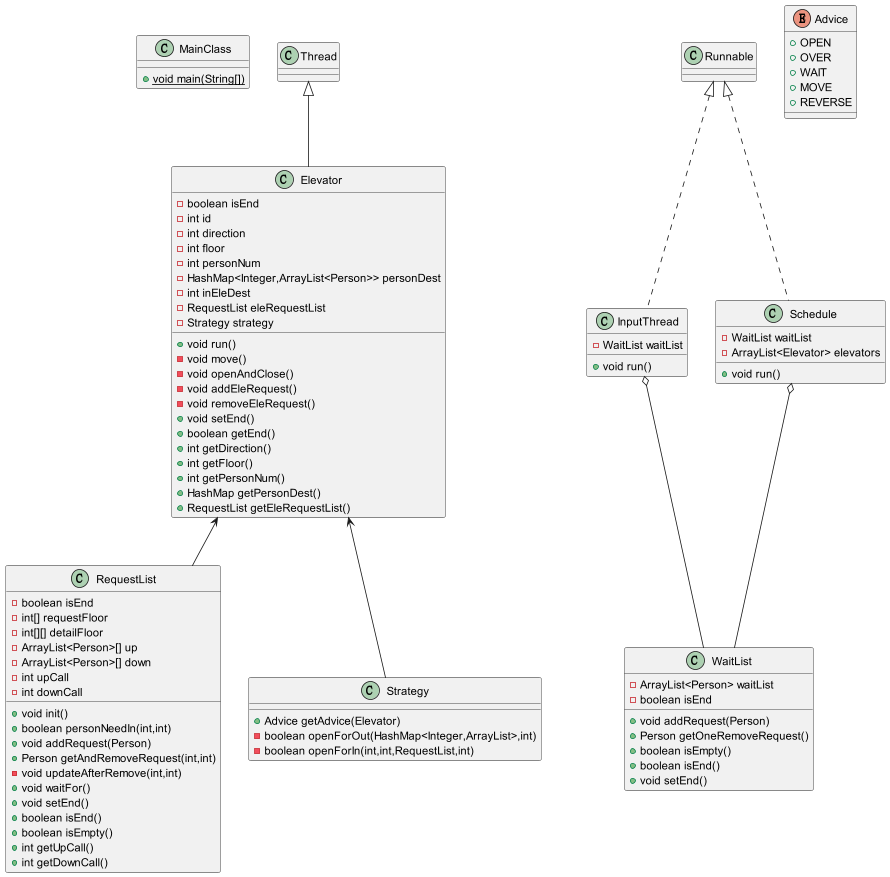 C MainClass
void main(String[])
C Thread
C Runnable
E Advice
OPEN
OVER
WAIT
MOVE
REVERSE
C Elevator
boolean isEnd
int id
int direction
int floor
int personNum
HashMap<Integer,ArrayList<Person>> personDest
int inEleDest
RequestList eleRequestList
Strategy strategy
void run()
void move()
void openAndClose()
void addEleRequest()
void removeEleRequest()
void setEnd()
boolean getEnd()
int getDirection()
int getFloor()
int getPersonNum()
HashMap getPersonDest()
RequestList getEleRequestList()
C InputThread
WaitList waitList
void run()
C Schedule
WaitList waitList
ArrayList<Elevator> elevators
void run()
C RequestList
boolean isEnd
int[] requestFloor
int[][] detailFloor
ArrayList<Person>[] up
ArrayList<Person>[] down
int upCall
int downCall
void init()
boolean personNeedIn(int,int)
void addRequest(Person)
Person getAndRemoveRequest(int,int)
void updateAfterRemove(int,int)
void waitFor()
void setEnd()
boolean isEnd()
boolean isEmpty()
int getUpCall()
int getDownCall()
C Strategy
Advice getAdvice(Elevator)
boolean openForOut(HashMap<Integer,ArrayList>,int)
boolean openForIn(int,int,RequestList,int)
C WaitList
ArrayList<Person> waitList
boolean isEnd
void addRequest(Person)
Person getOneRemoveRequest()
boolean isEmpty()
boolean isEnd()
void setEnd()